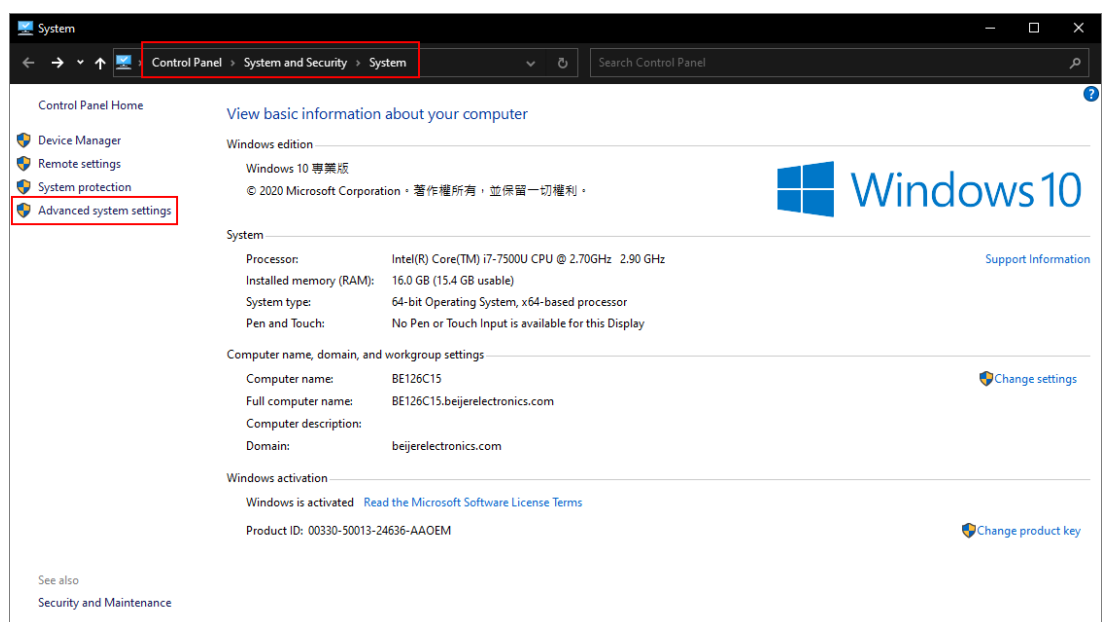 System
Control Panel › System and Security › System
Search Control Panel
Control Panel Home
Device Manager
Remote settings
System protection
Advanced system settings
See also
Security and Maintenance
View basic information about your computer
Windows edition
Windows 10 專業版
© 2020 Microsoft Corporation。著作權所有，並保留一切權利。
Windows 10
System
Processor: Intel(R) Core(TM) i7-7500U CPU @ 2.70GHz 2.90 GHz
Installed memory (RAM): 16.0 GB (15.4 GB usable)
System type: 64-bit Operating System, x64-based processor
Pen and Touch: No Pen or Touch Input is available for this Display
Support Information
Computer name, domain, and workgroup settings
Computer name: BE126C15
Full computer name: BE126C15.beijerelectronics.com
Computer description:
Domain: beijerelectronics.com
Change settings
Windows activation
Windows is activated Read the Microsoft Software License Terms
Product ID: 00330-50013-24636-AAOEM
Change product key